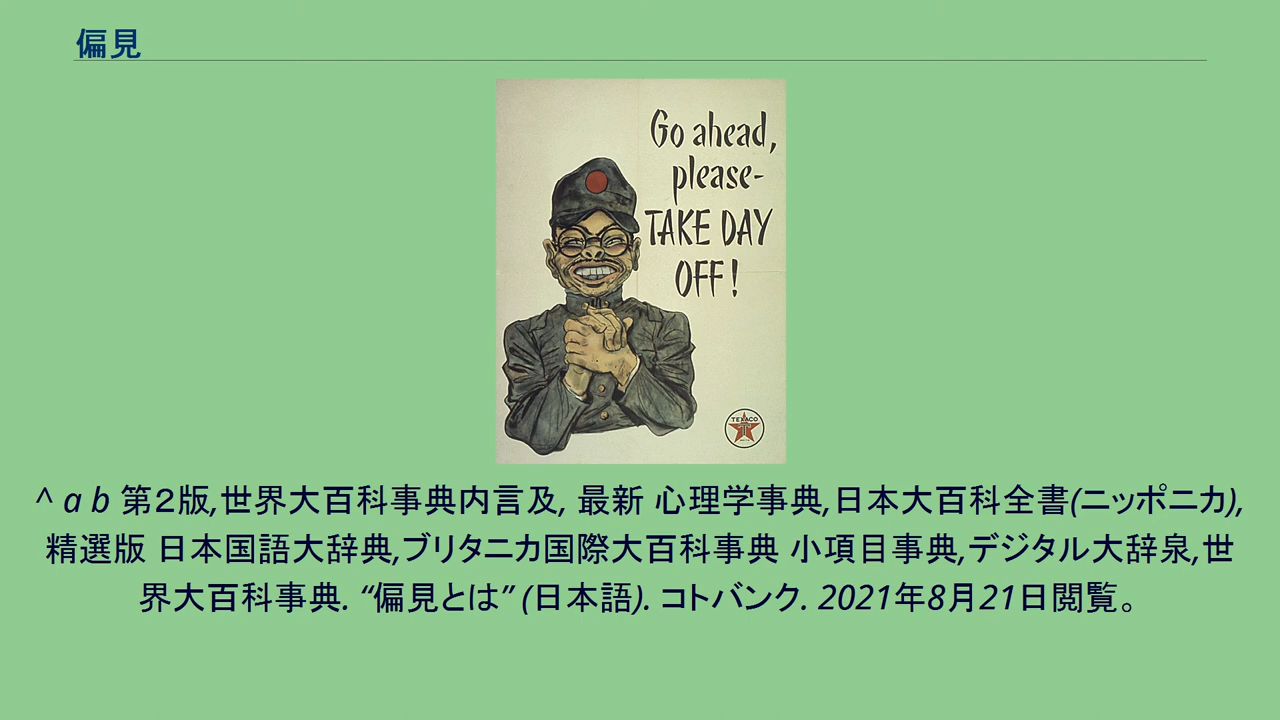 偏見
Go ahead,
please-
TAKE DAY
OFF!
TEXACO
T
^ a b 第２版,世界大百科事典内言及, 最新 心理学事典,日本大百科全書(ニッポニカ),
精選版 日本国語大辞典,ブリタニカ国際大百科事典 小項目事典,デジタル大辞泉,世
界大百科事典. “偏見とは” (日本語). コトバンク. 2021年8月21日閲覧。